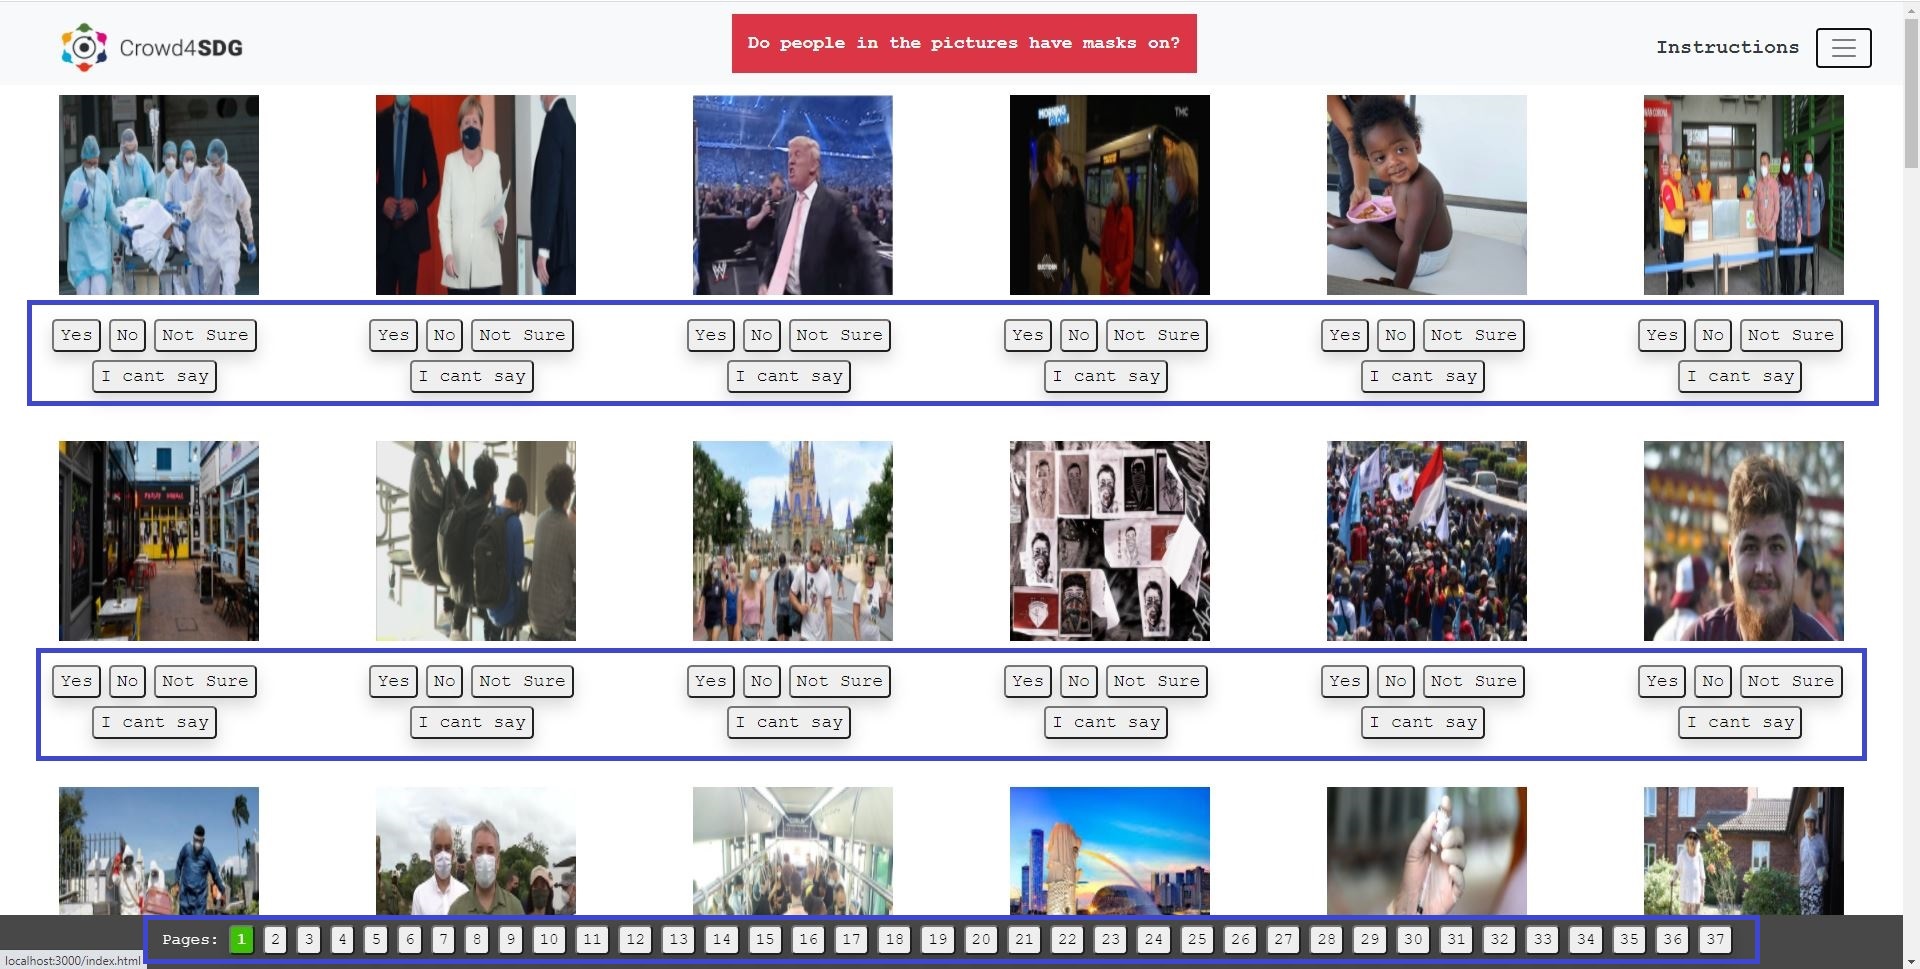 Crowd4SDG
Do people in the pictures have masks on?
Instructions
MORNING
TMC
QUOTIDIEN
W
Yes No Not Sure Yes No Not Sure Yes No Not Sure Yes No Not Sure Yes No Not Sure Yes No Not Sure
I cant say I cant say I cant say I cant say I cant say I cant say
Yes No Not Sure Yes No Not Sure Yes No Not Sure Yes No Not Sure Yes No Not Sure Yes No Not Sure
I cant say I cant say I cant say I cant say I cant say I cant say
Pages: 1 2 3 4 5 6 7 8 9 10 11 12 13 14 15 16 17 18 19 20 21 22 23 24 25 26 27 28 29 30 31 32 33 34 35 36 37
localhost:3000/index.html